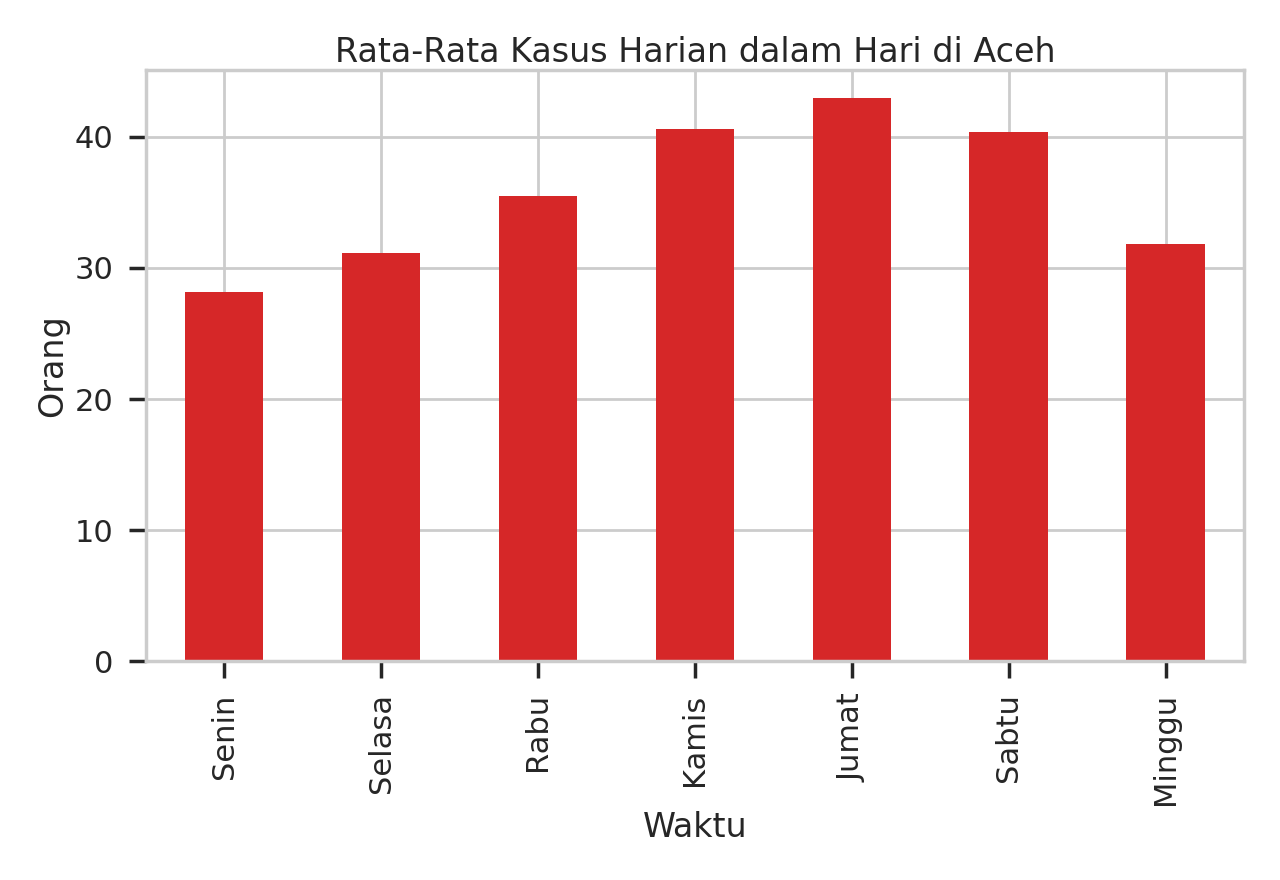 Rata-Rata Kasus Harian dalam Hari di Aceh
Orang
40
30
20
10
0
Senin
Selasa
Rabu
Kamis
Jumat
Sabtu
Minggu
Waktu